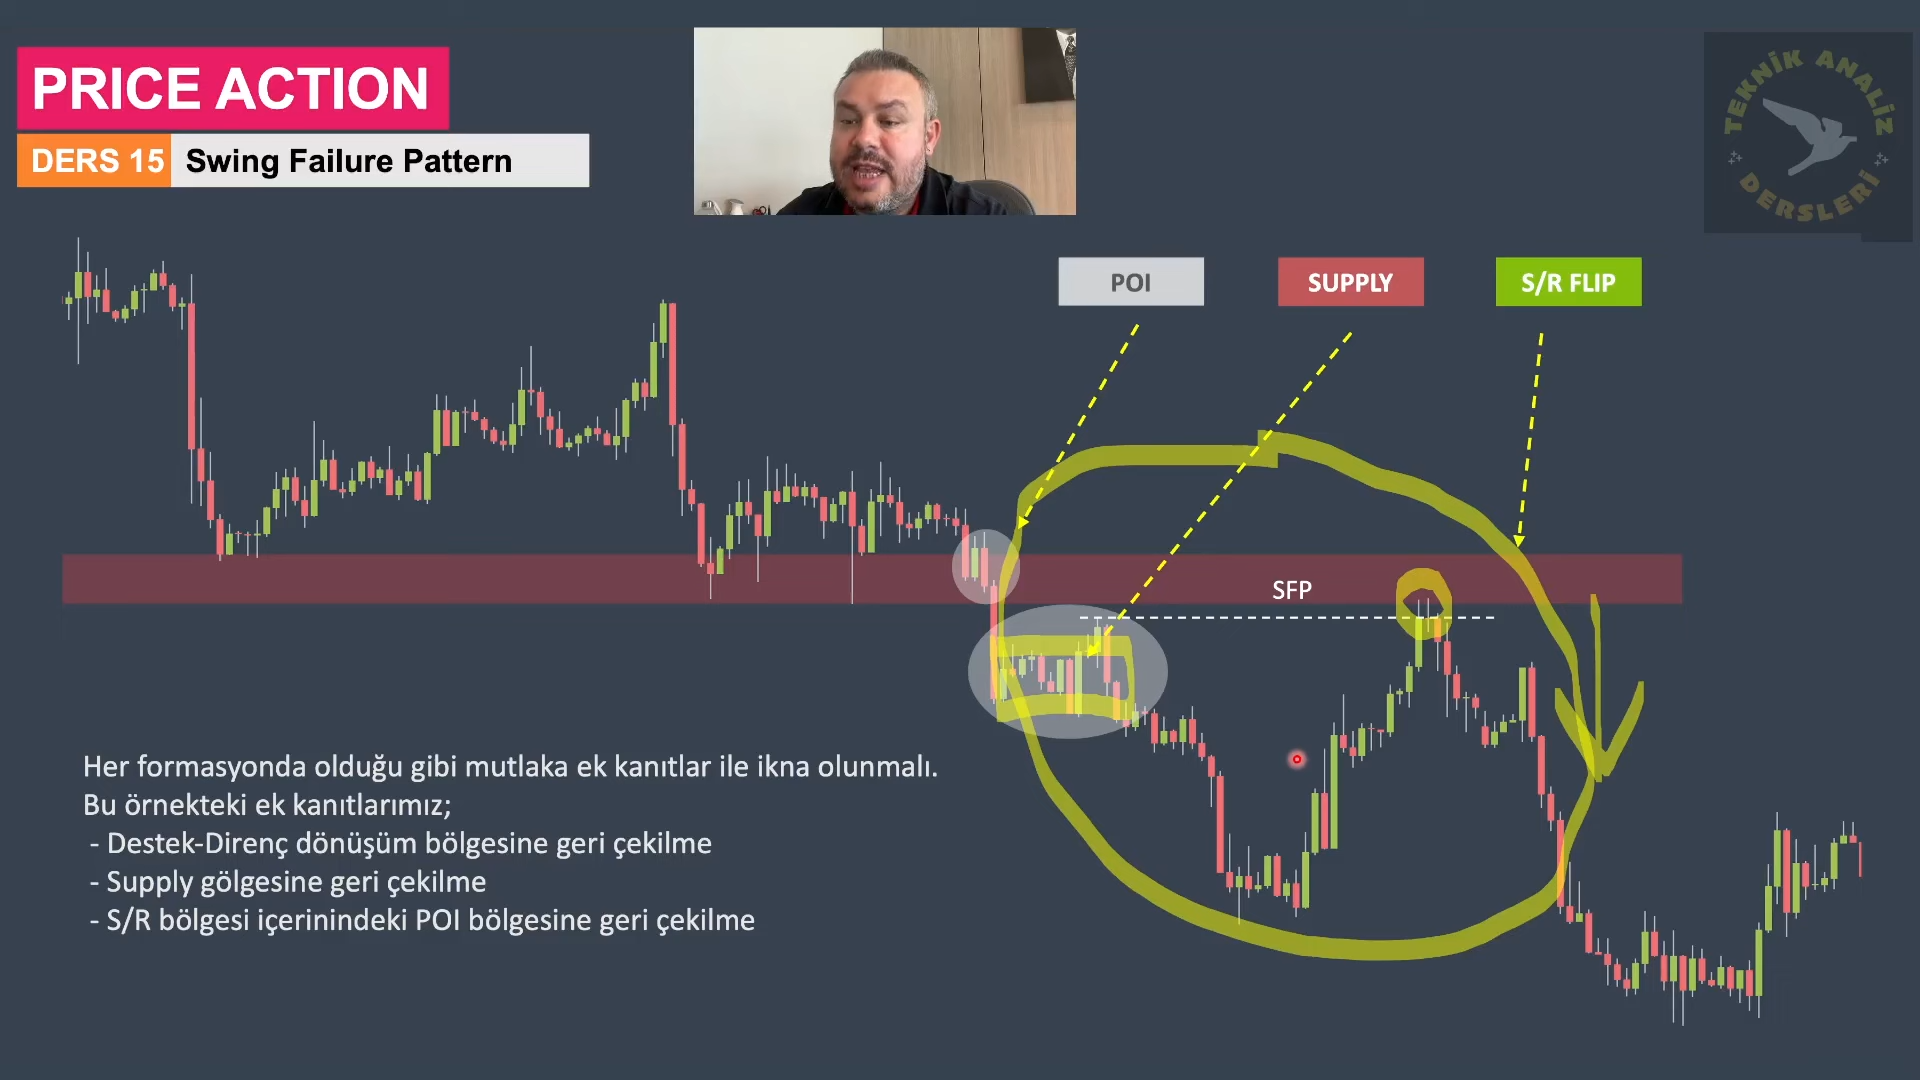 PRICE ACTION
DERS 15 Swing Failure Pattern
TEKNİK ANALİZ
DERSLERİ
POI
SUPPLY
S/R FLIP
SFP
Her formasyonda olduğu gibi mutlaka ek kanıtlar ile ikna olunmalı.
Bu örnekteki ek kanıtlarımız;
- Destek-Direnç dönüşüm bölgesine geri çekilme
- Supply gölgesine geri çekilme
- S/R bölgesi içerinindeki POI bölgesine geri çekilme